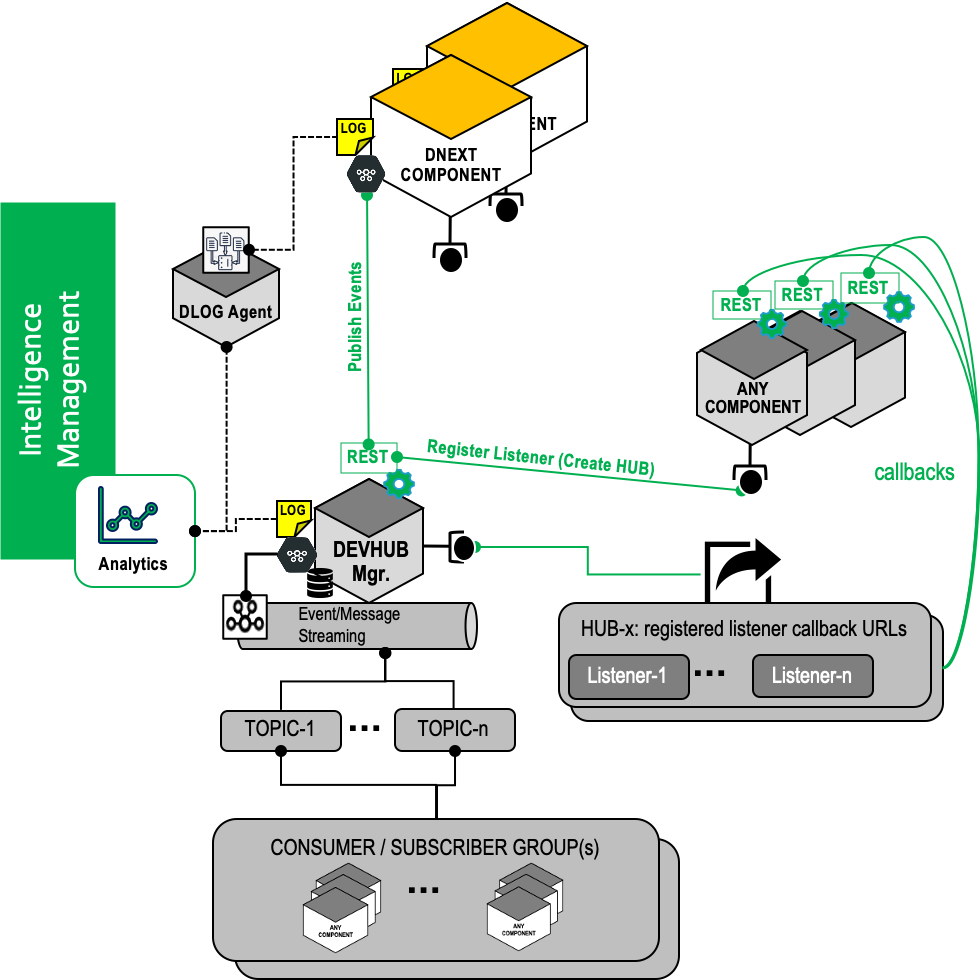 LO
ENT
LOG
DNEXT
COMPONENT
Intelligence
Management
DLOG Agent
Publish Events
REST
REST
REST
ANY
COMPONENT
REST
Register Listener (Create HUB)
callbacks
LOG
Analytics
DEVHUB
Mgr.
Event/Message
Streaming
HUB-x: registered listener callback URLs
Listener-1
...
Listener-n
TOPIC-1
...
TOPIC-n
CONSUMER / SUBSCRIBER GROUP(s)
...
ANY
COMPONENT
ANY
COMPONENT